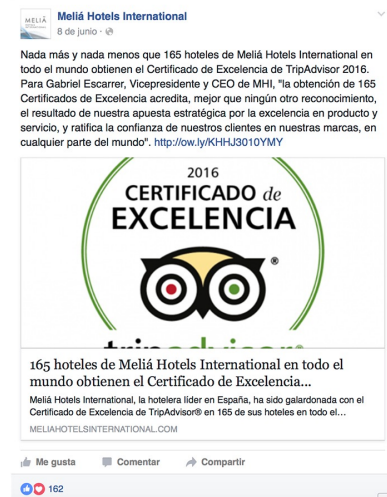 MELIÀ
Meliá Hotels International
8 de junio ·
Nada más y nada menos que 165 hoteles de Meliá Hotels International en
todo el mundo obtienen el Certificado de Excelencia de TripAdvisor 2016.
Para Gabriel Escarrer, Vicepresidente y CEO de MHI, "la obtención de 165
Certificados de Excelencia acredita, mejor que ningún otro reconocimiento,
el resultado de nuestra apuesta estratégica por la excelencia en producto y
servicio, y ratifica la confianza de nuestros clientes en nuestras marcas, en
cualquier parte del mundo". http://ow.ly/KHHJ3010YMY
2016
CERTIFICADO de
EXCELENCIA
®
tripadvisor®
165 hoteles de Meliá Hotels International en todo el
mundo obtienen el Certificado de Excelencia...
Meliá Hotels International, la hotelera líder en España, ha sido galardonada con el
Certificado de Excelencia de TripAdvisor® en 165 de sus hoteles en todo el…
MELIAHOTELSINTERNATIONAL.COM
Me gusta Comentar Compartir
162